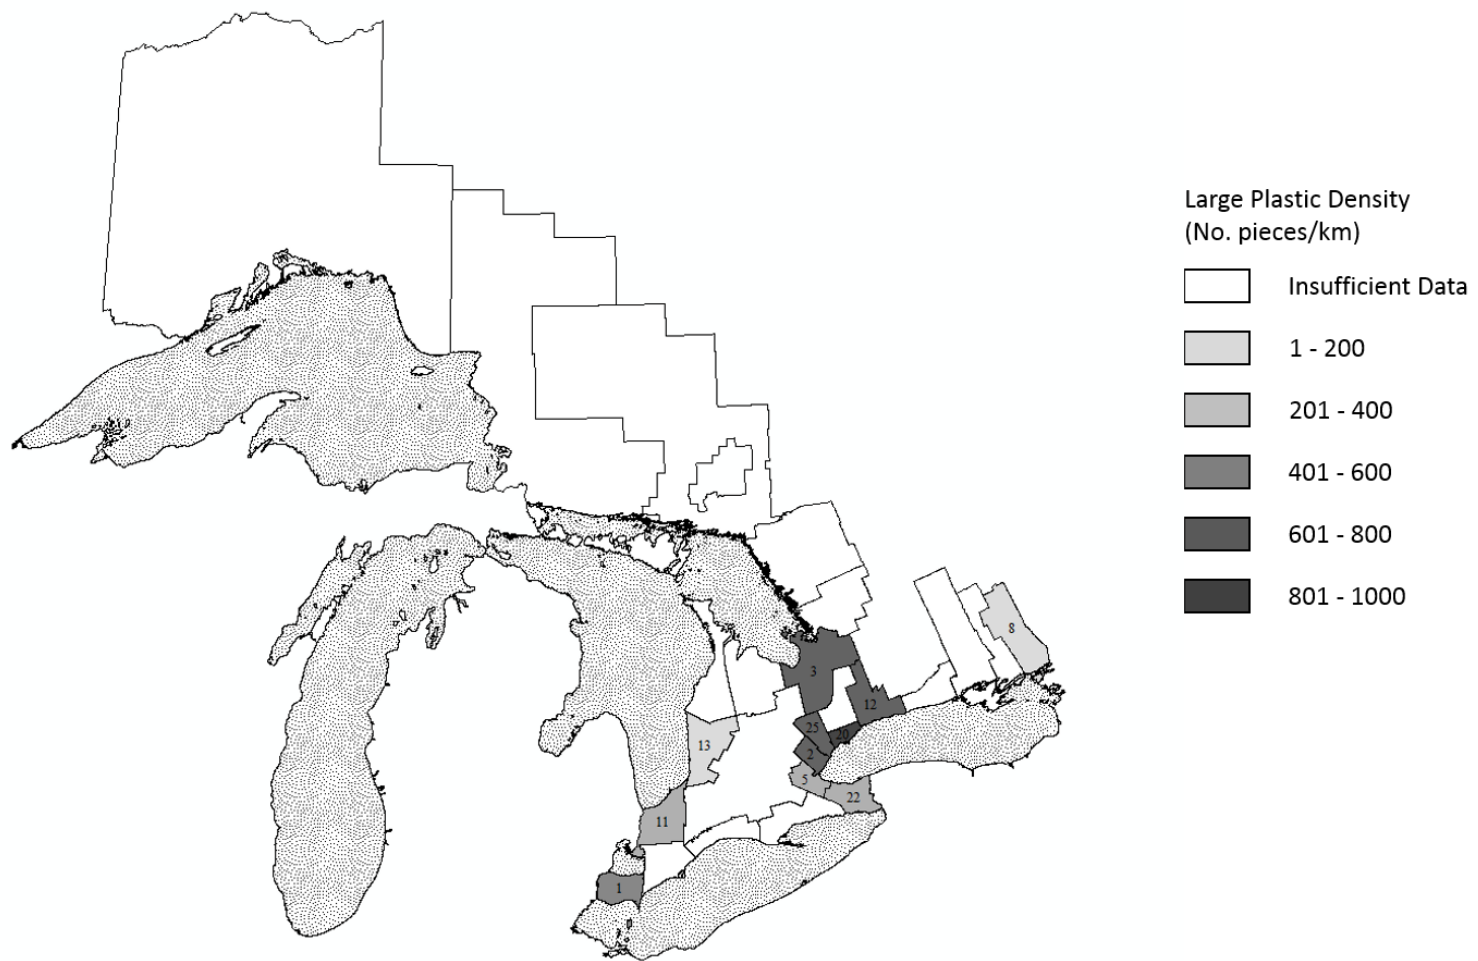 Large Plastic Density
(No. pieces/km)
Insufficient Data
1 - 200
201 - 400
401 - 600
601 - 800
801 - 1000
8
3
12
25
20
13
2
5
22
11
1